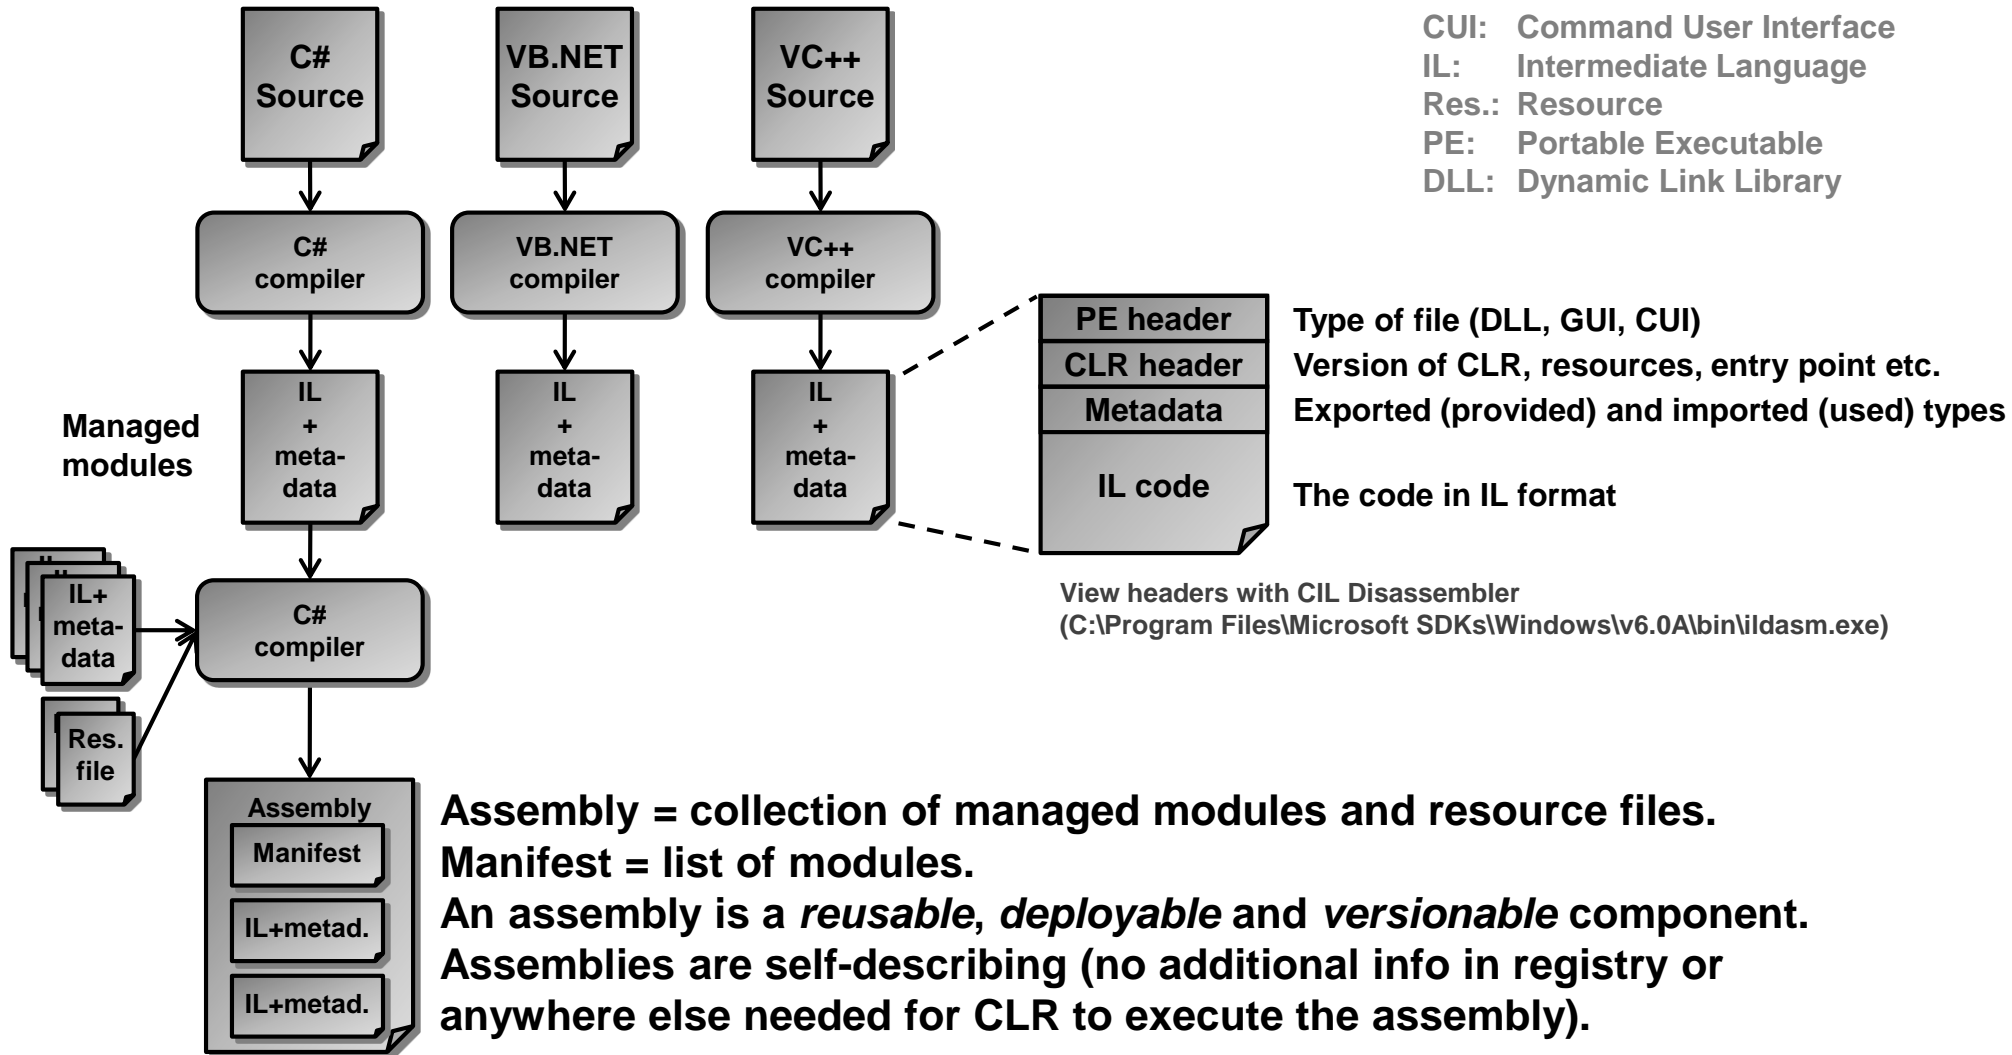 C#
Source
VB.NET
Source
VC++
Source
CUI: Command User Interface
IL: Intermediate Language
Res.: Resource
PE: Portable Executable
DLL: Dynamic Link Library
C#
compiler
VB.NET
compiler
VC++
compiler
Managed
modules
IL
+
meta-
data
IL
+
meta-
data
IL
+
meta-
data
PE header
Type of file (DLL, GUI, CUI)
CLR header
Version of CLR, resources, entry point etc.
Metadata
Exported (provided) and imported (used) types
IL code
The code in IL format
View headers with CIL Disassembler
(C:\Program Files\Microsoft SDKs\Windows\v6.0A\bin\ildasm.exe)
IL+
meta-
data
Res.
file
C#
compiler
Assembly
Manifest
IL+metad.
IL+metad.
Assembly = collection of managed modules and resource files.
Manifest = list of modules.
An assembly is a reusable, deployable and versionable component.
Assemblies are self-describing (no additional info in registry or
anywhere else needed for CLR to execute the assembly).